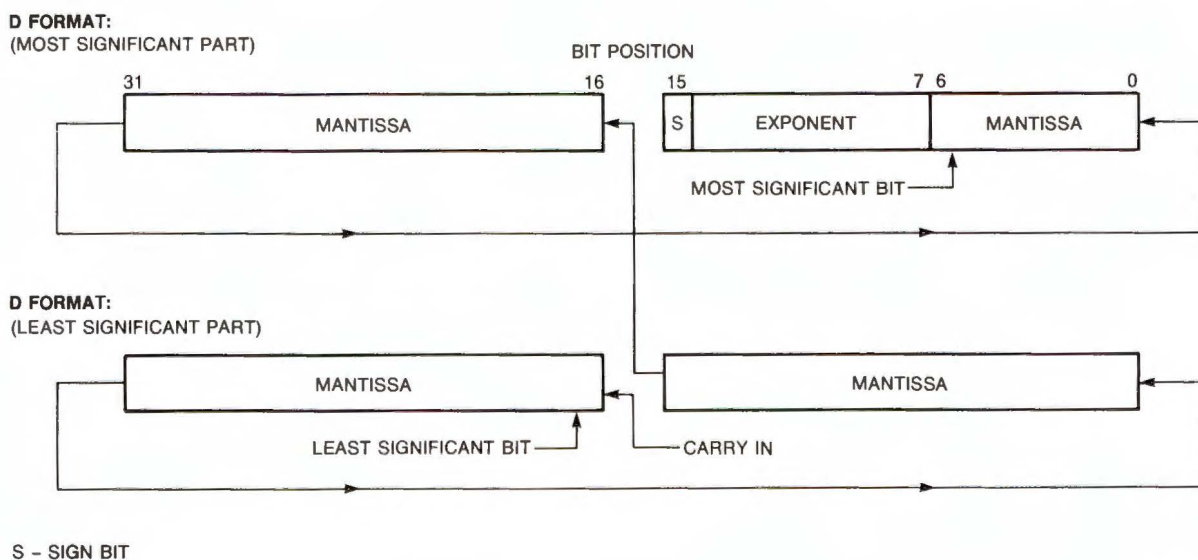 D FORMAT:
(MOST SIGNIFICANT PART)
BIT POSITION
31 16 15 7 6 0
MANTISSA S EXPONENT MANTISSA
MOST SIGNIFICANT BIT
D FORMAT:
(LEAST SIGNIFICANT PART)
MANTISSA MANTISSA
LEAST SIGNIFICANT BIT CARRY IN
S – SIGN BIT